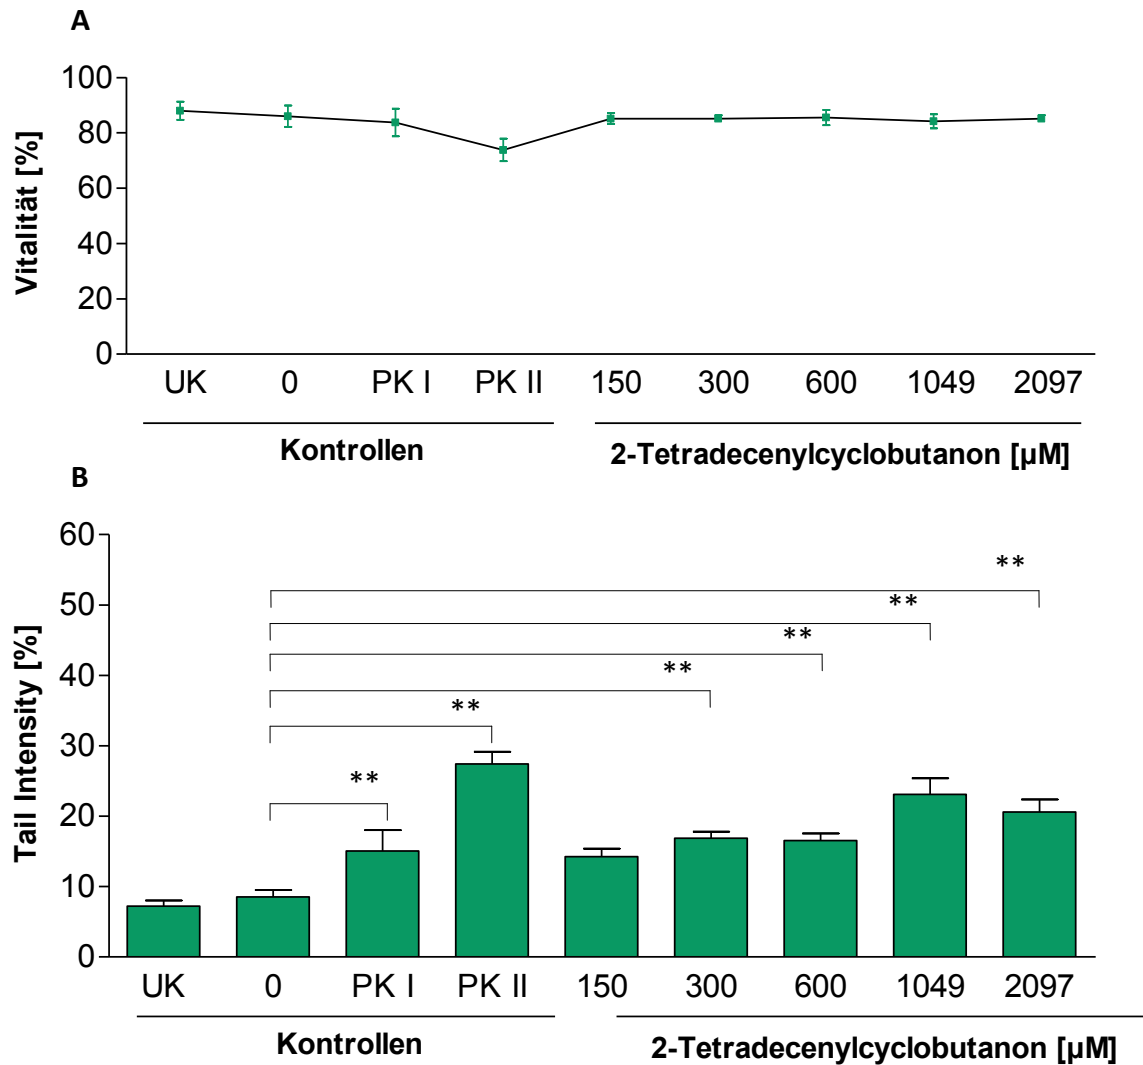 A
Vitalität [%]
100
80
60
40
20
0
UK 0 PK I PK II 150 300 600 1049 2097
Kontrollen 2-Tetradecenylcyclobutanon [µM]
B
Tail Intensity [%]
60
50
40
30
20
10
0
**
**
**
**
**
**
UK 0 PK I PK II 150 300 600 1049 2097
Kontrollen 2-Tetradecenylcyclobutanon [µM]